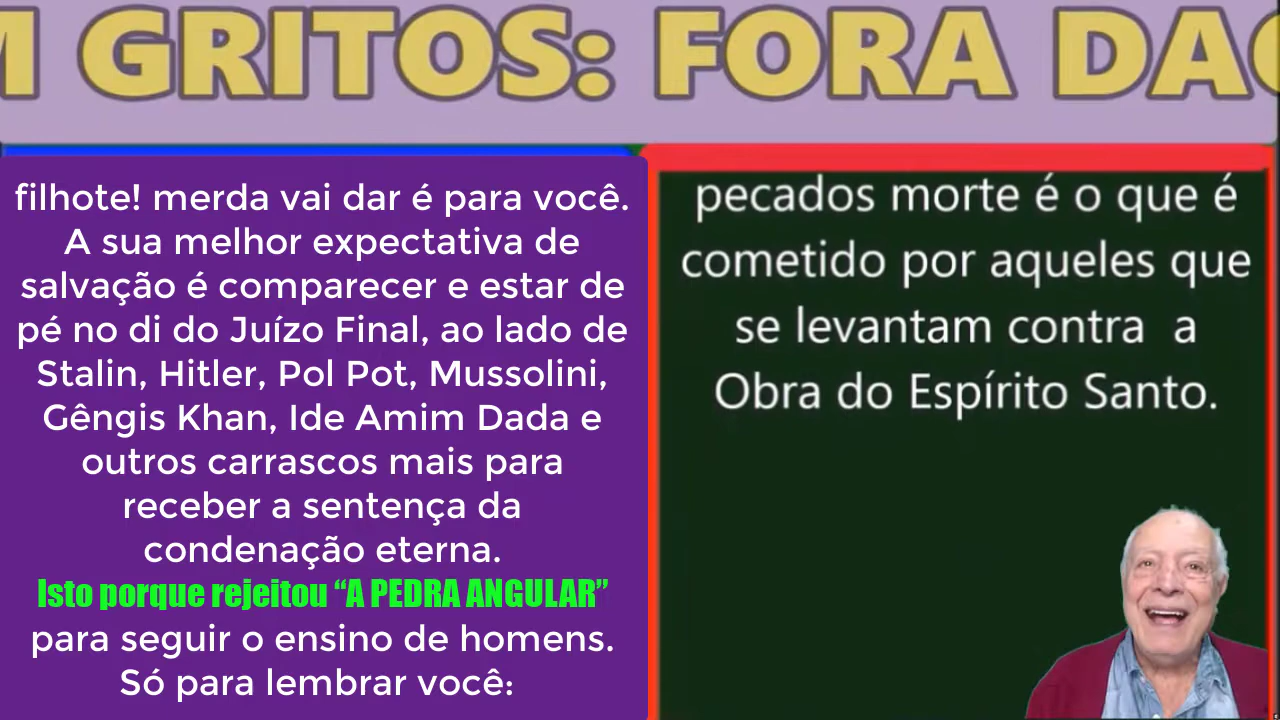 GRITOS: FORA
filhote! merda vai dar é para você.
A sua melhor expectativa de
salvação é comparecer e estar de
pé no di do Juízo Final, ao lado de
Stalin, Hitler, Pol Pot, Mussolini,
Gêngis Khan, Ide Amim Dada e
outros carrascos mais para
receber a sentença da
condenação eterna.
Isto porque rejeitou “A PEDRA ANGULAR”
para seguir o ensino de homens.
Só para lembrar você:
pecados morte é o que é
cometido por aqueles que
se levantam contra a
Obra do Espírito Santo.